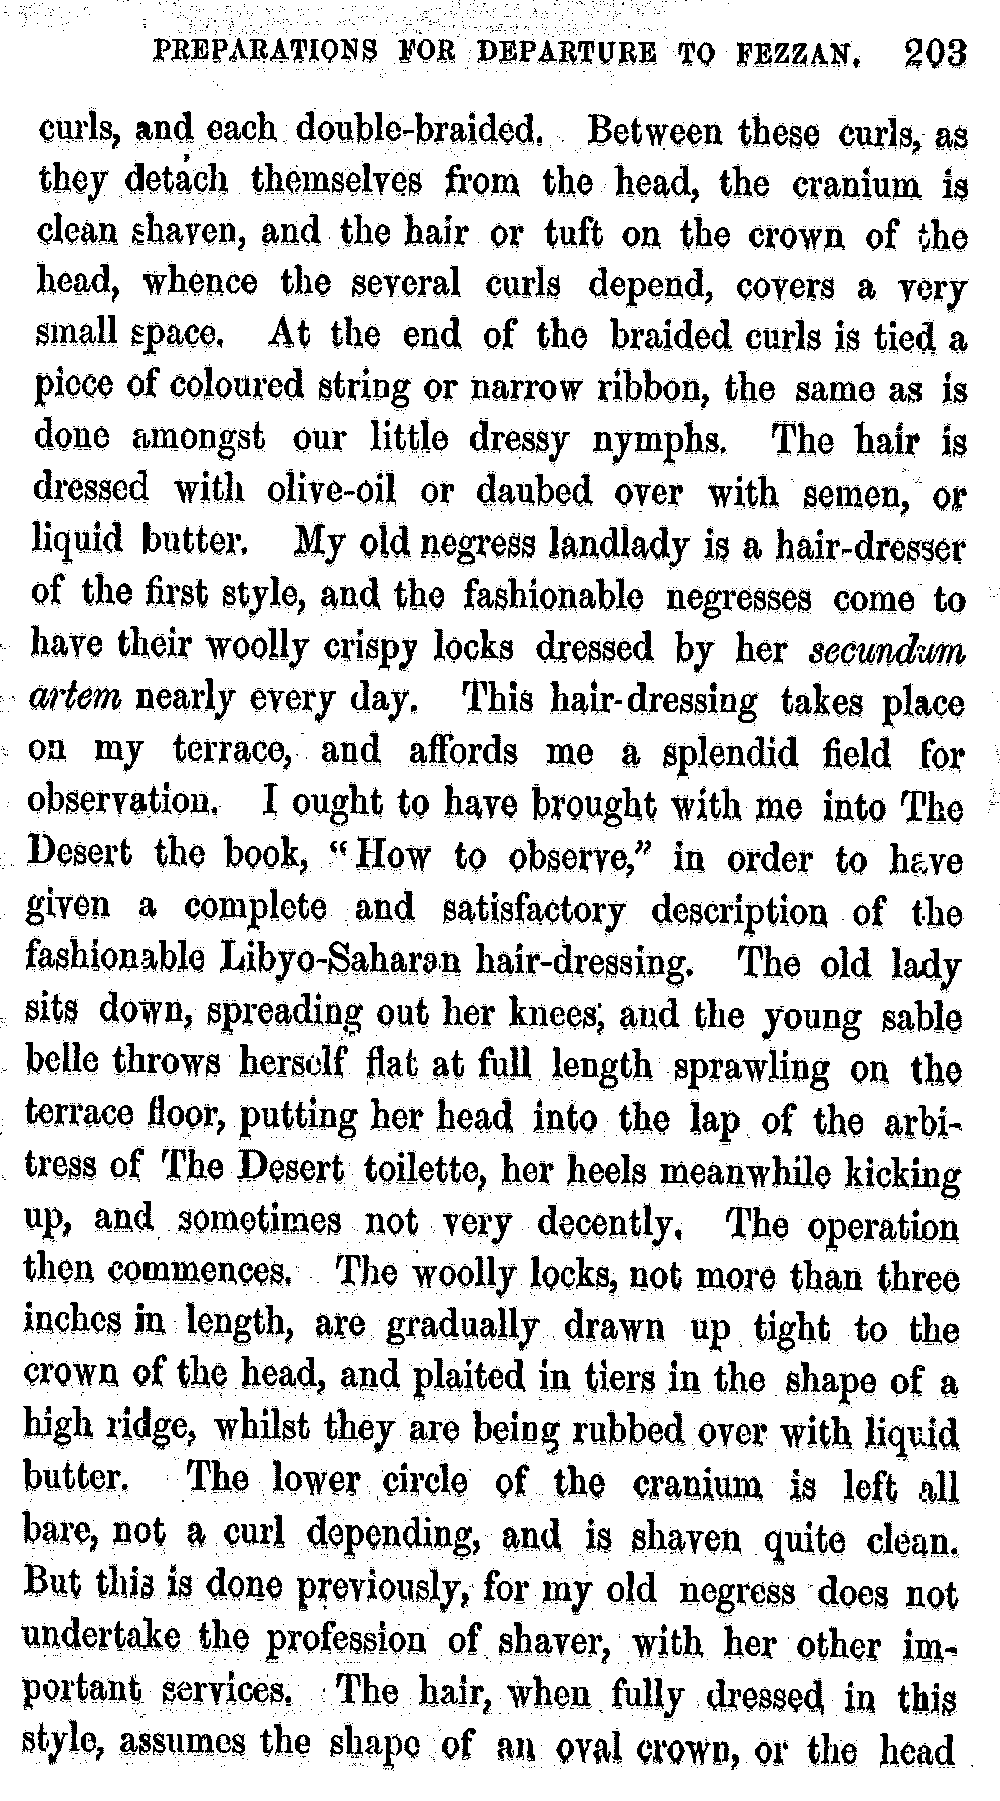 PREPARATIONS FOR DEPARTURE TO FEZZAN. 203
curls, and each double-braided. Between these curls, as
they detach themselves from the head, the cranium is
clean shaven, and the hair or tuft on the crown of the
head, whence the several curls depend, covers a very
small space. At the end of the braided curls is tied a
piece of coloured string or narrow ribbon, the same as is
done amongst our little dressy nymphs. The hair is
dressed with olive-oil or daubed over with semen, or
liquid butter. My old negress landlady is a hair-dresser
of the first style, and the fashionable negresses come to
have their woolly crispy locks dressed by her secundum
artem nearly every day. This hair-dressing takes place
on my terrace, and affords me a splendid field for
observation. I ought to have brought with me into The
Desert the book, “How to observe,” in order to have
given a complete and satisfactory description of the
fashionable Libyo-Saharan hair-dressing. The old lady
sits down, spreading out her knees; and the young sable
belle throws herself flat at full length sprawling on the
terrace floor, putting her head into the lap of the arbi-
tress of The Desert toilette, her heels meanwhile kicking
up, and sometimes not very decently. The operation
then commences. The woolly locks, not more than three
inches in length, are gradually drawn up tight to the
crown of the head, and plaited in tiers in the shape of a
high ridge, whilst they are being rubbed over with liquid
butter. The lower circle of the cranium is left all
bare, not a curl depending, and is shaven quite clean.
But this is done previously, for my old negress does not
undertake the profession of shaver, with her other im-
portant services. The hair, when fully dressed in this
style, assumes the shape of an oval crown, or the head